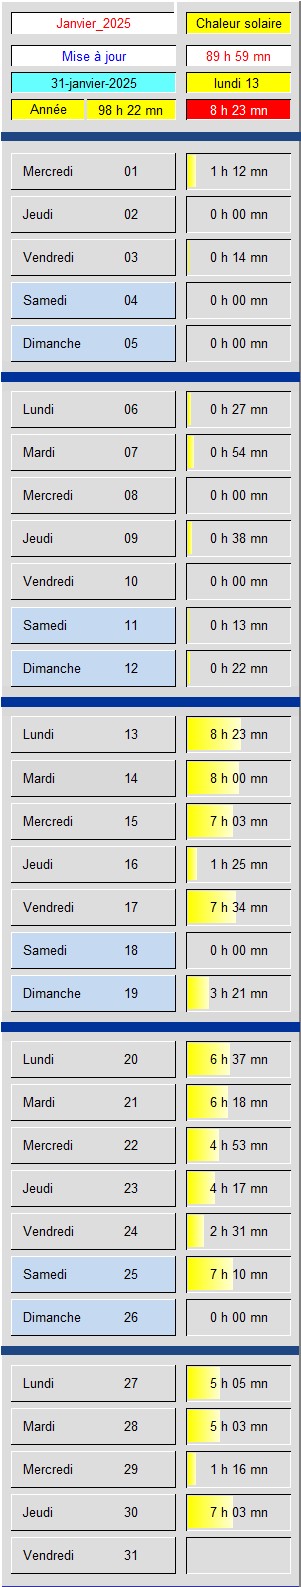 Janvier_2025 Chaleur solaire
Mise à jour 89 h 59 mn
31-janvier-2025 lundi 13
Année 98 h 22 mn 8 h 23 mn
Mercredi 01 1 h 12 mn
Jeudi 02 0 h 00 mn
Vendredi 03 0 h 14 mn
Samedi 04 0 h 00 mn
Dimanche 05 0 h 00 mn
Lundi 06 0 h 27 mn
Mardi 07 0 h 54 mn
Mercredi 08 0 h 00 mn
Jeudi 09 0 h 38 mn
Vendredi 10 0 h 00 mn
Samedi 11 0 h 13 mn
Dimanche 12 0 h 22 mn
Lundi 13 8 h 23 mn
Mardi 14 8 h 00 mn
Mercredi 15 7 h 03 mn
Jeudi 16 1 h 25 mn
Vendredi 17 7 h 34 mn
Samedi 18 0 h 00 mn
Dimanche 19 3 h 21 mn
Lundi 20 6 h 37 mn
Mardi 21 6 h 18 mn
Mercredi 22 4 h 53 mn
Jeudi 23 4 h 17 mn
Vendredi 24 2 h 31 mn
Samedi 25 7 h 10 mn
Dimanche 26 0 h 00 mn
Lundi 27 5 h 05 mn
Mardi 28 5 h 03 mn
Mercredi 29 1 h 16 mn
Jeudi 30 7 h 03 mn
Vendredi 31